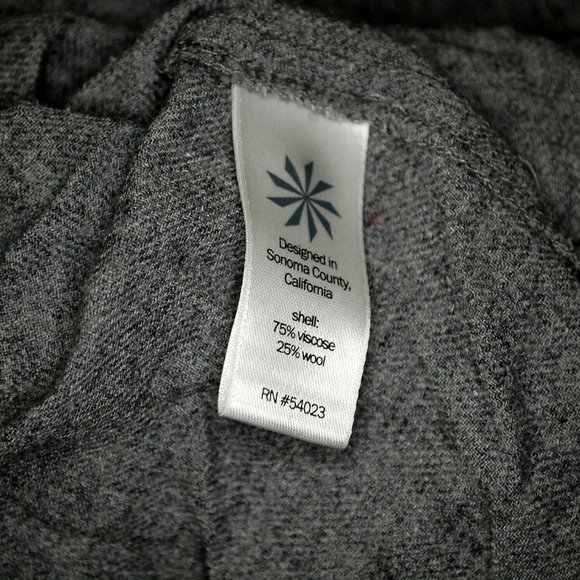 Designed in
Sonoma County,
California
shell:
75% viscose
25% wool
RN #54023